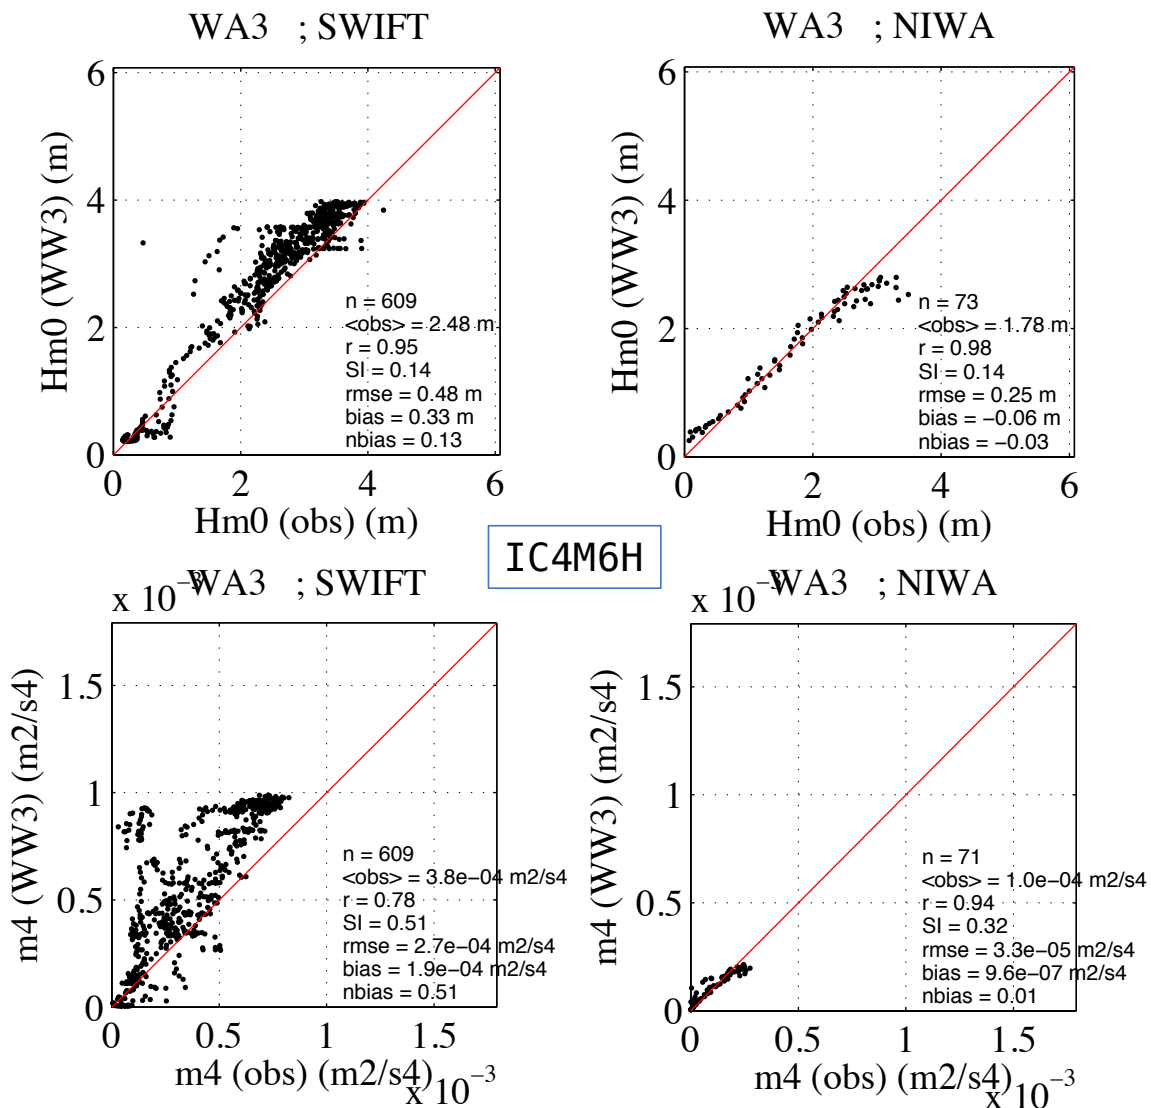 WA3 ; SWIFT
6
4
2
0
0 2 4 6
Hm0 (WW3) (m)
Hm0 (obs) (m)
n = 609
<obs> = 2.48 m
r = 0.95
SI = 0.14
rmse = 0.48 m
bias = 0.33 m
nbias = 0.13
WA3 ; NIWA
6
4
2
0
0 2 4 6
Hm0 (WW3) (m)
Hm0 (obs) (m)
n = 73
<obs> = 1.78 m
r = 0.98
SI = 0.14
rmse = 0.25 m
bias = −0.06 m
nbias = −0.03
IC4M6H
x 10−3
WA3 ; SWIFT
1.5
1
0.5
0
0 0.5 1 1.5
m4 (WW3) (m2/s4)
m4 (obs) (m2/s4)
x 10−3
n = 609
<obs> = 3.8e−04 m2/s4
r = 0.78
SI = 0.51
rmse = 2.7e−04 m2/s4
bias = 1.9e−04 m2/s4
nbias = 0.51
x 10−3
WA3 ; NIWA
1.5
1
0.5
0
0 0.5 1 1.5
m4 (WW3) (m2/s4)
m4 (obs) (m2/s4)
x 10−3
n = 71
<obs> = 1.0e−04 m2/s4
r = 0.94
SI = 0.32
rmse = 3.3e−05 m2/s4
bias = 9.6e−07 m2/s4
nbias = 0.01